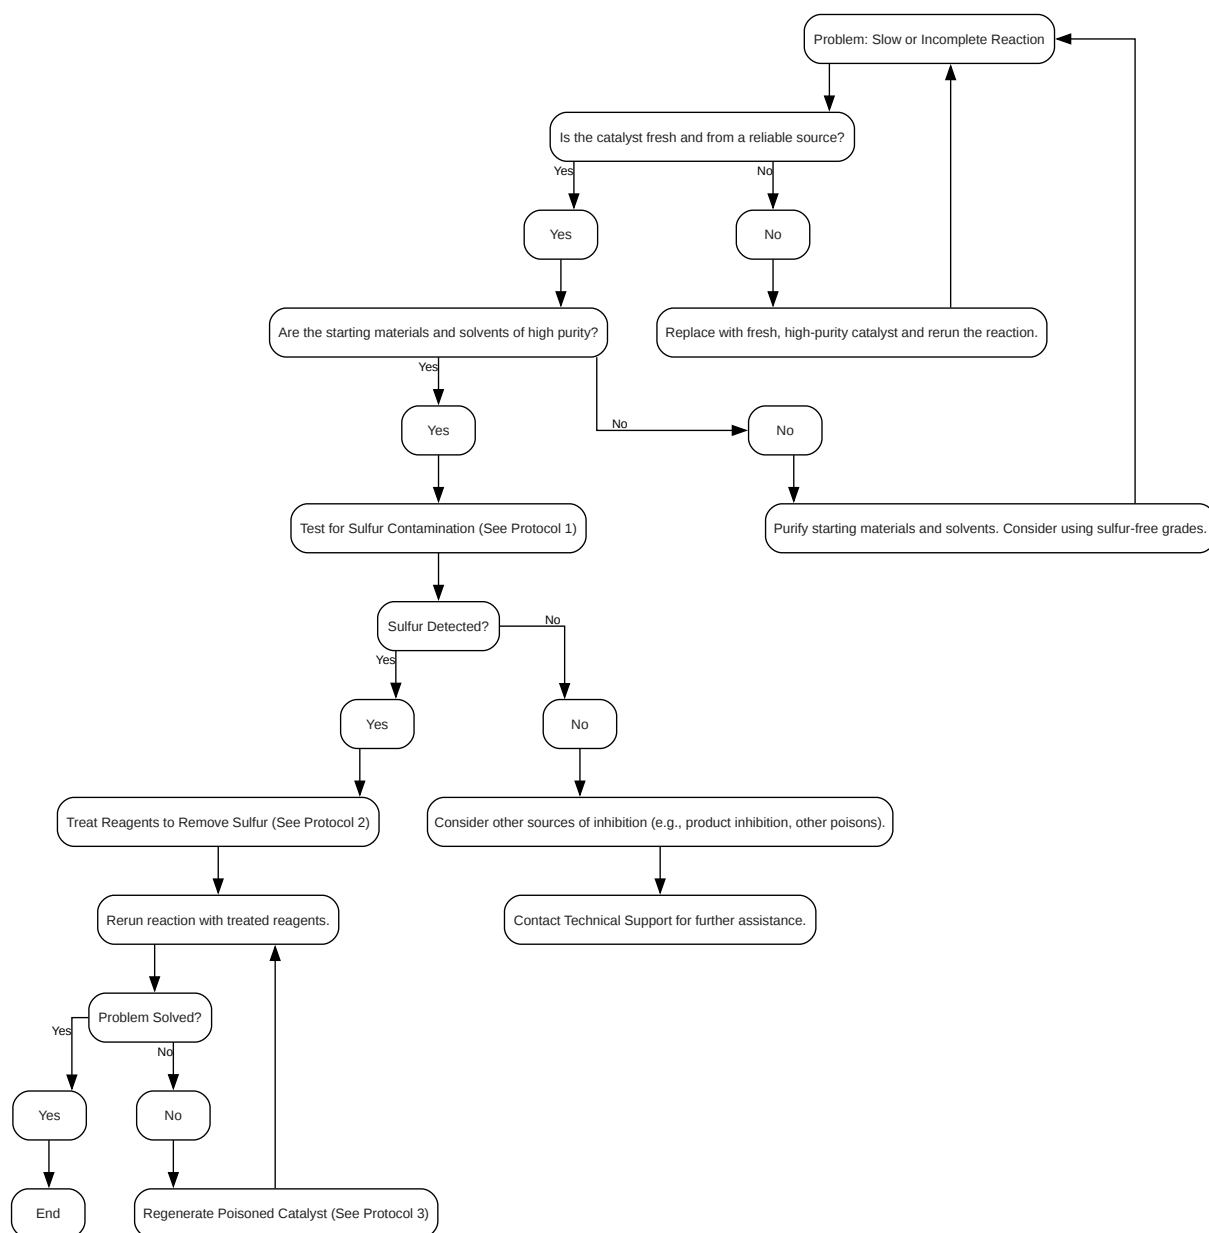 Problem: Slow or Incomplete Reaction
Is the catalyst fresh and from a reliable source?
Yes
No
Yes
No
Are the starting materials and solvents of high purity?
Replace with fresh, high-purity catalyst and rerun the reaction.
Yes
No
Yes
No
Test for Sulfur Contamination (See Protocol 1)
Purify starting materials and solvents. Consider using sulfur-free grades.
Sulfur Detected?
No
Yes
Yes
No
Treat Reagents to Remove Sulfur (See Protocol 2)
Consider other sources of inhibition (e.g., product inhibition, other poisons).
Rerun reaction with treated reagents.
Contact Technical Support for further assistance.
Problem Solved?
Yes
No
Yes
No
End
Regenerate Poisoned Catalyst (See Protocol 3)